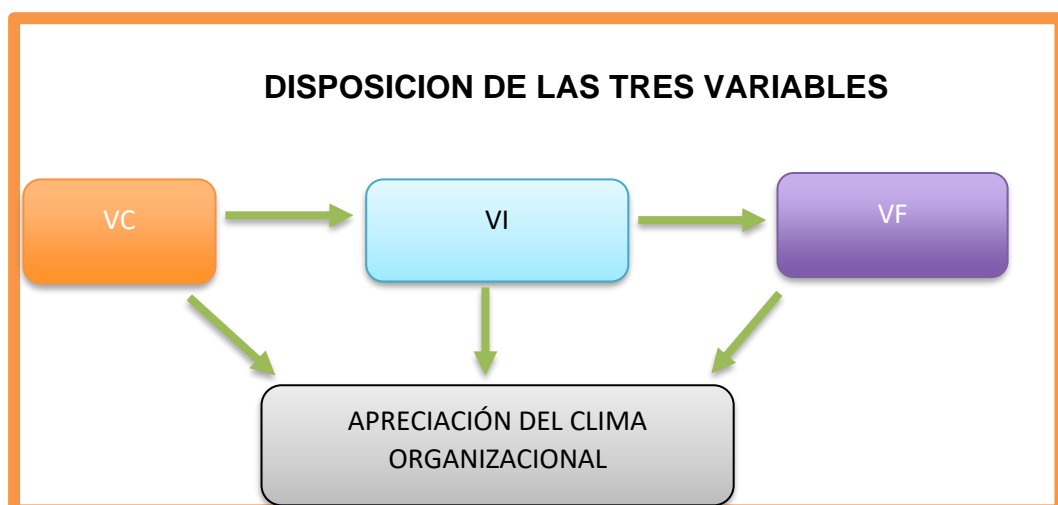 DISPOSICION DE LAS TRES VARIABLES
VC
VI
VF
APRECIACIÓN DEL CLIMA
ORGANIZACIONAL